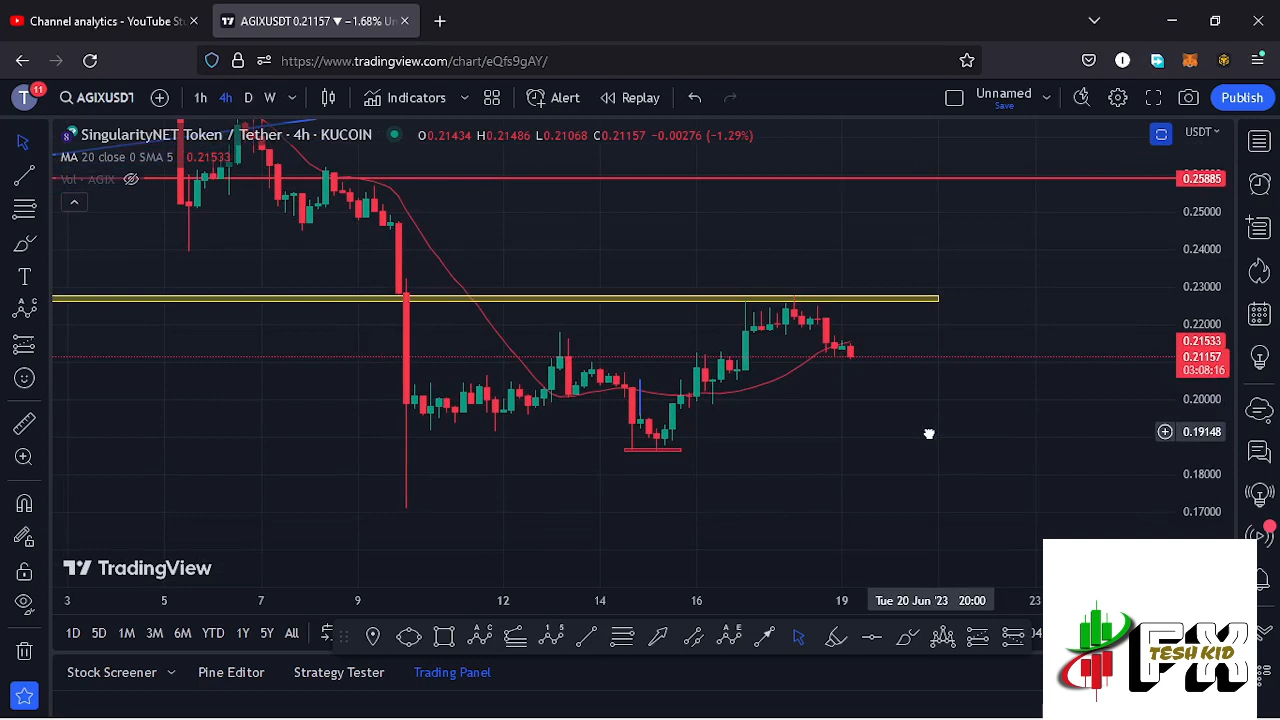 Channel analytics - YouTube St
AGIXUSDT 0.21157 ▼ −1.68% Un
https://www.tradingview.com/chart/eQfs9gAY/
T
11
AGIXUSDT
1h
4h
D
W
Indicators
Alert
Replay
Unnamed
Save
Publish
SingularityNET Token / Tether · 4h · KUCOIN
O0.21434 H0.21486 L0.21068 C0.21157 −0.00276 (−1.29%)
USDT
MA 20 close 0 SMA 5 0.21533
Vol · AGIX
0.25885
0.25000
0.24000
0.23000
0.22000
0.21533
0.21157
03:08:16
0.20000
0.19148
0.18000
0.17000
TradingView
3
5
7
9
12
14
16
19
Tue 20 Jun '23 20:00
23
1D 5D 1M 3M 6M YTD 1Y 5Y All
Stock Screener
Pine Editor
Strategy Tester
Trading Panel
FX
TESH KID